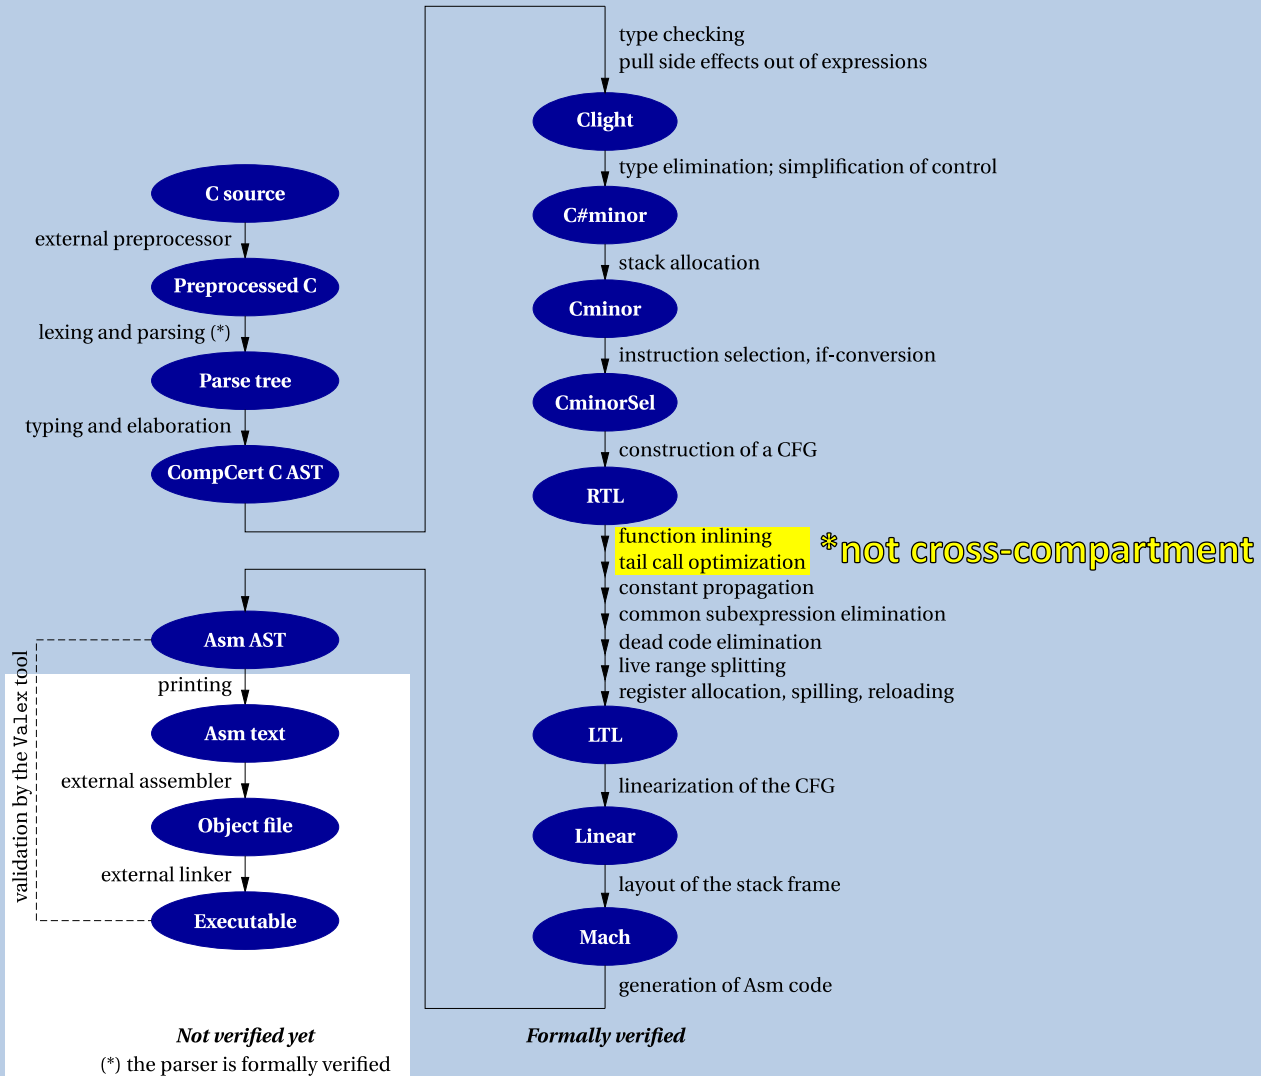 C source
external preprocessor
Preprocessed C
lexing and parsing (*)
Parse tree
typing and elaboration
CompCert C AST
type checking
pull side effects out of expressions
Clight
type elimination; simplification of control
C#minor
stack allocation
Cminor
instruction selection, if-conversion
CminorSel
construction of a CFG
RTL
function inlining
tail call optimization
*not cross-compartment
constant propagation
common subexpression elimination
dead code elimination
live range splitting
register allocation, spilling, reloading
LTL
linearization of the CFG
Linear
layout of the stack frame
Mach
generation of Asm code
Asm AST
printing
Asm text
external assembler
Object file
external linker
Executable
validation by the Valex tool
Not verified yet
(*) the parser is formally verified
Formally verified